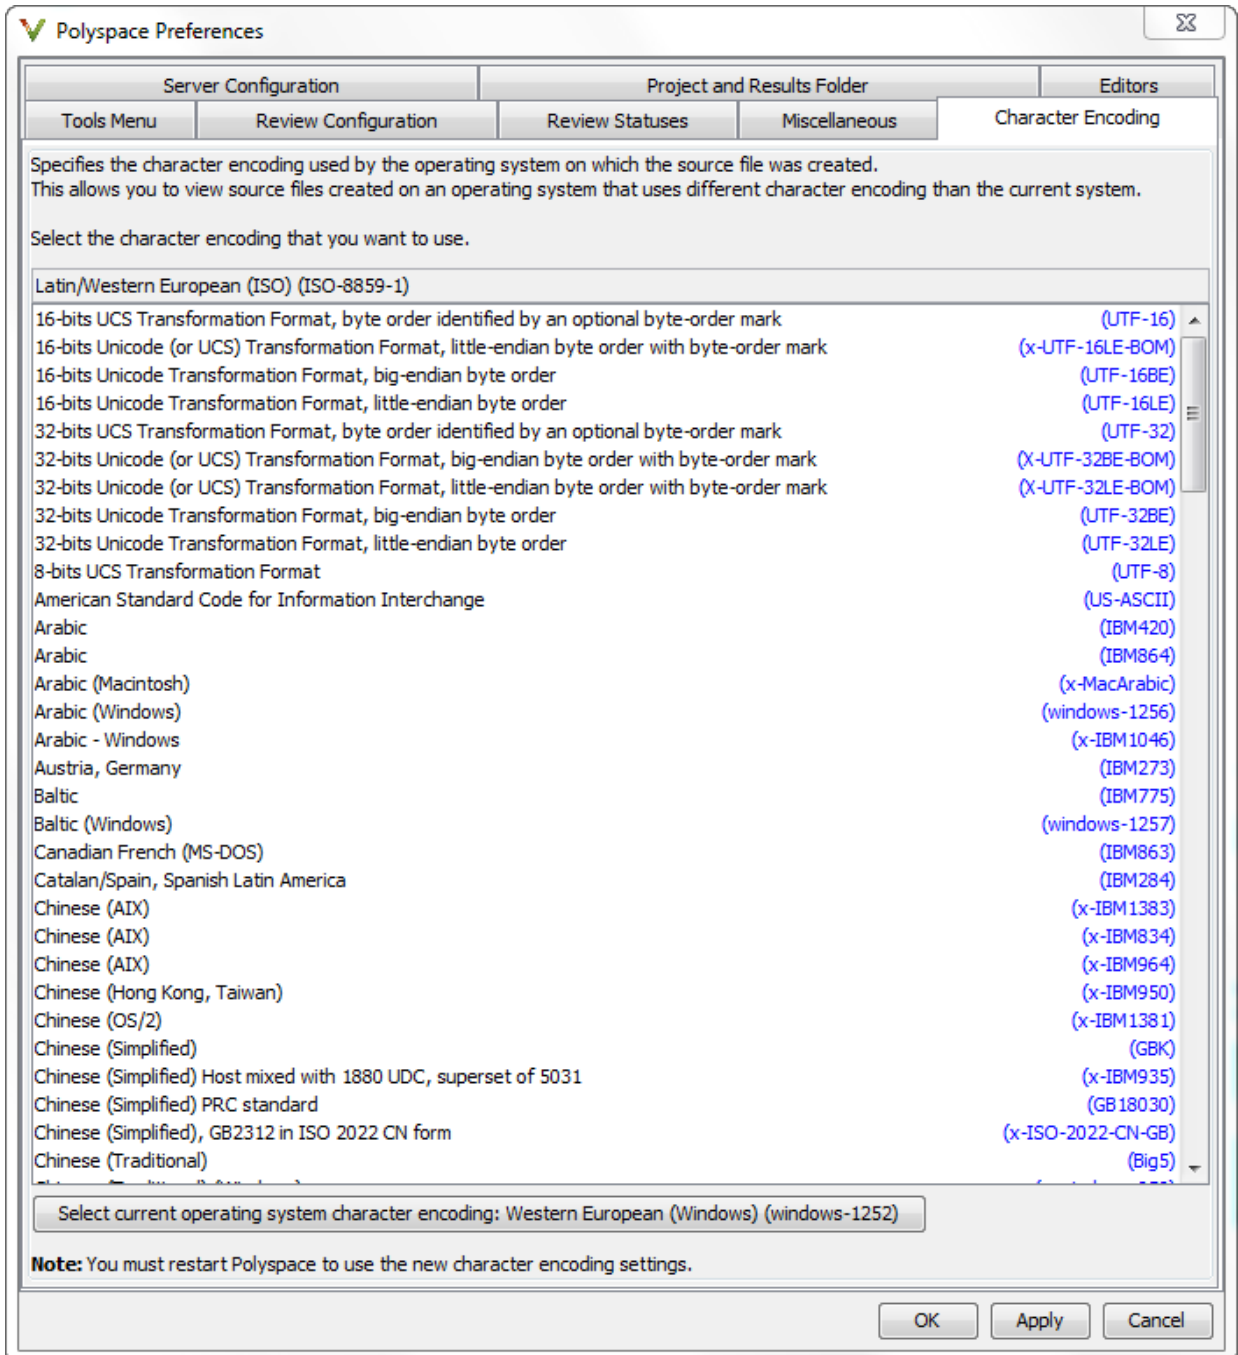 Polyspace Preferences
Server Configuration Project and Results Folder Editors
Tools Menu Review Configuration Review Statuses Miscellaneous Character Encoding
Specifies the character encoding used by the operating system on which the source file was created.
This allows you to view source files created on an operating system that uses different character encoding than the current system.
Select the character encoding that you want to use.
Latin/Western European (ISO) (ISO-8859-1)
16-bits UCS Transformation Format, byte order identified by an optional byte-order mark (UTF-16)
16-bits Unicode (or UCS) Transformation Format, little-endian byte order with byte-order mark (x-UTF-16LE-BOM)
16-bits Unicode Transformation Format, big-endian byte order (UTF-16BE)
16-bits Unicode Transformation Format, little-endian byte order (UTF-16LE)
32-bits UCS Transformation Format, byte order identified by an optional byte-order mark (UTF-32)
32-bits Unicode (or UCS) Transformation Format, big-endian byte order with byte-order mark (X-UTF-32BE-BOM)
32-bits Unicode (or UCS) Transformation Format, little-endian byte order with byte-order mark (X-UTF-32LE-BOM)
32-bits Unicode Transformation Format, big-endian byte order (UTF-32BE)
32-bits Unicode Transformation Format, little-endian byte order (UTF-32LE)
8-bits UCS Transformation Format (UTF-8)
American Standard Code for Information Interchange (US-ASCII)
Arabic (IBM420)
Arabic (IBM864)
Arabic (Macintosh) (x-MacArabic)
Arabic (Windows) (windows-1256)
Arabic - Windows (x-IBM1046)
Austria, Germany (IBM273)
Baltic (IBM775)
Baltic (Windows) (windows-1257)
Canadian French (MS-DOS) (IBM863)
Catalan/Spain, Spanish Latin America (IBM284)
Chinese (AIX) (x-IBM1383)
Chinese (AIX) (x-IBM834)
Chinese (AIX) (x-IBM964)
Chinese (Hong Kong, Taiwan) (x-IBM950)
Chinese (OS/2) (x-IBM1381)
Chinese (Simplified) (GBK)
Chinese (Simplified) Host mixed with 1880 UDC, superset of 5031 (x-IBM935)
Chinese (Simplified) PRC standard (GB18030)
Chinese (Simplified), GB2312 in ISO 2022 CN form (x-ISO-2022-CN-GB)
Chinese (Traditional) (Big5)
Select current operating system character encoding: Western European (Windows) (windows-1252)
Note: You must restart Polyspace to use the new character encoding settings.
OK Apply Cancel